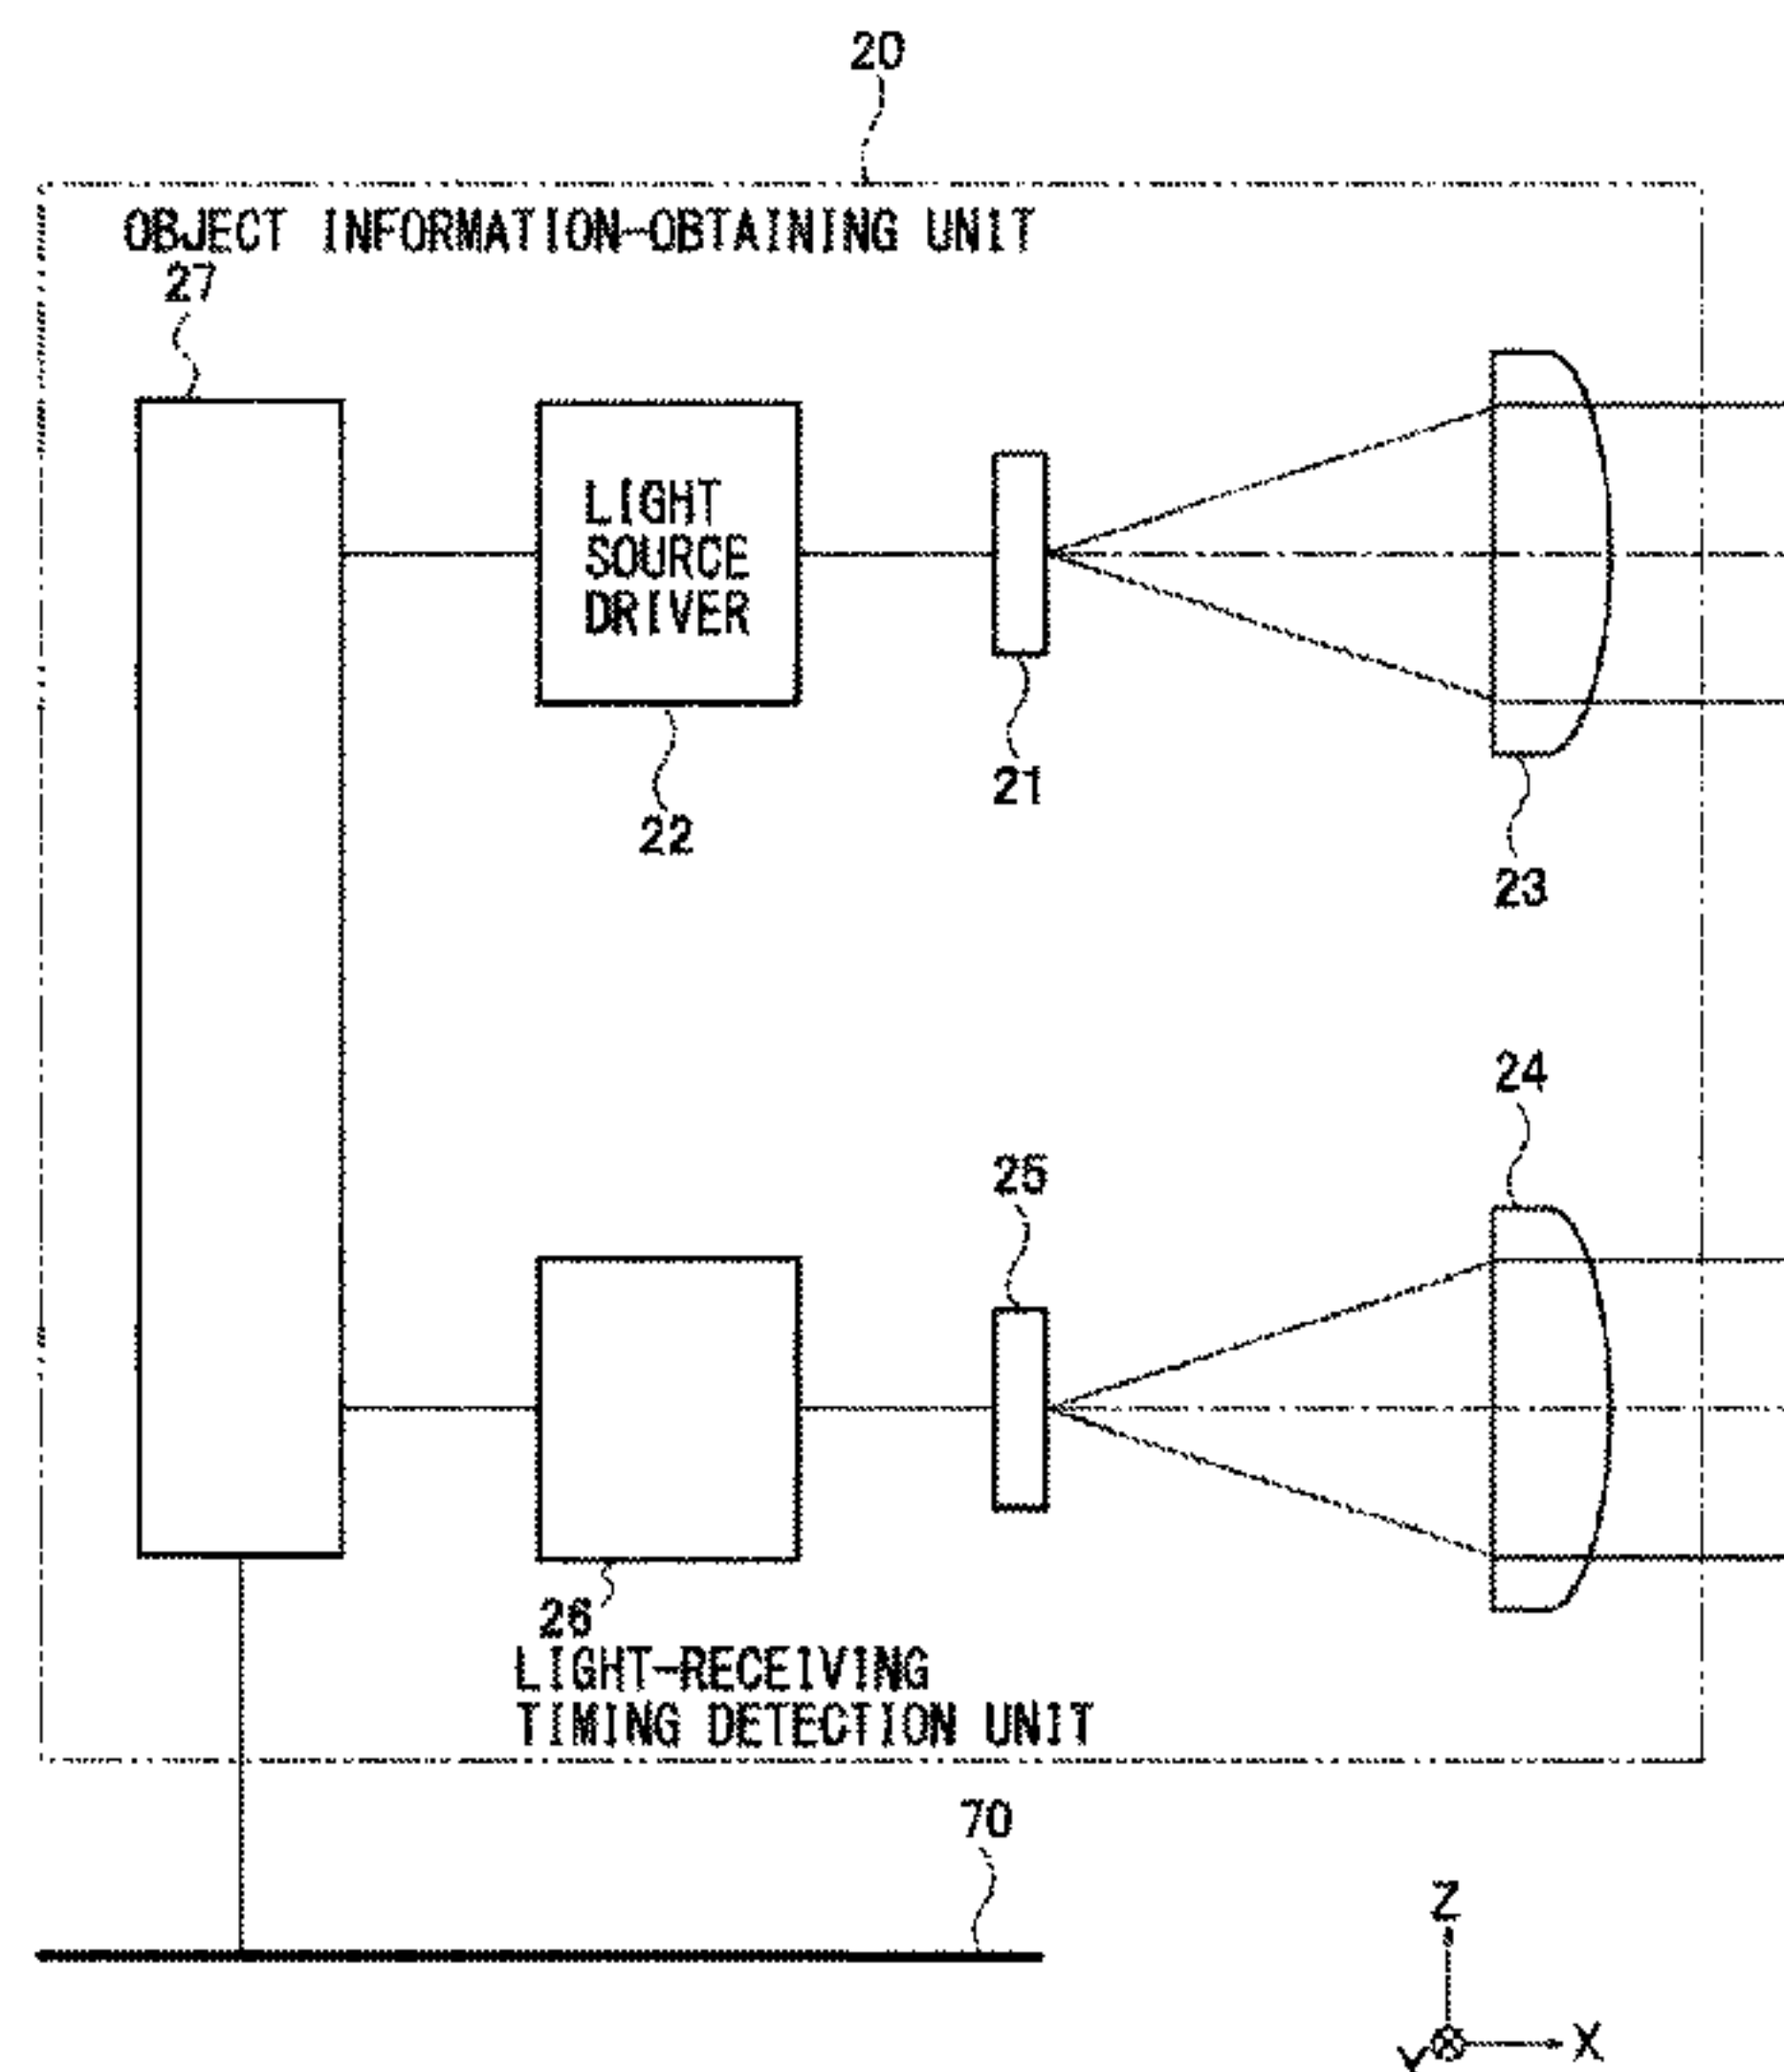 20
OBJECT INFORMATION-OBTAINING UNIT
27
LIGHT
SOURCE
DRIVER
21
22
23
24
25
26
LIGHT-RECEIVING
TIMING DETECTION UNIT
70
Z
Y
X